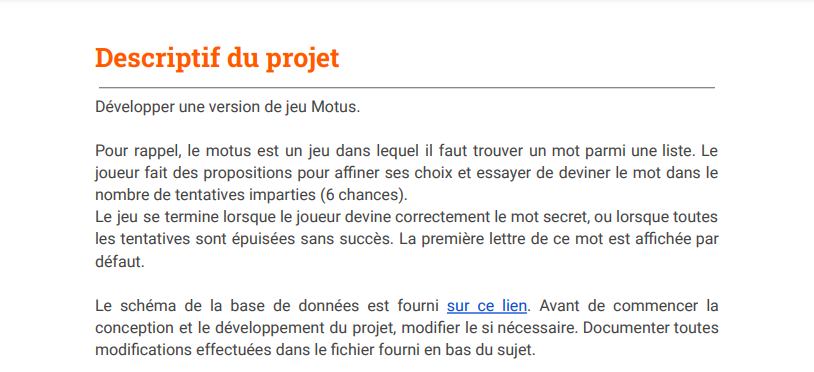 Descriptif du projet
Développer une version de jeu Motus.
Pour rappel, le motus est un jeu dans lequel il faut trouver un mot parmi une liste. Le
joueur fait des propositions pour affiner ses choix et essayer de deviner le mot dans le
nombre de tentatives imparties (6 chances).
Le jeu se termine lorsque le joueur devine correctement le mot secret, ou lorsque toutes
les tentatives sont épuisées sans succès. La première lettre de ce mot est affichée par
défaut.
Le schéma de la base de données est fourni sur ce lien. Avant de commencer la
conception et le développement du projet, modifier le si nécessaire. Documenter toutes
modifications effectuées dans le fichier fourni en bas du sujet.